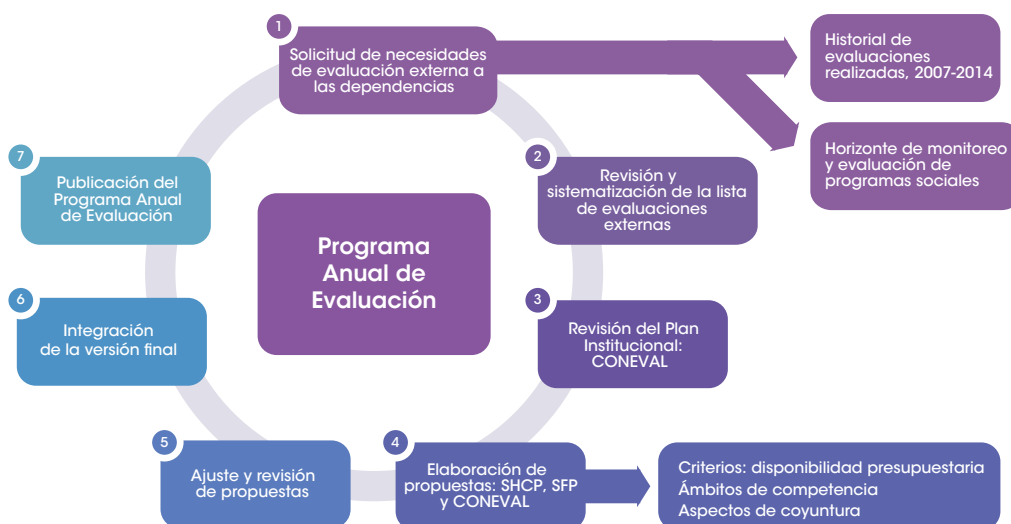 1
Solicitud de necesidades
de evaluación externa a
las dependencias
Historial de
evaluaciones
realizadas, 2007-2014
Horizonte de monitoreo
y evaluación de
programas sociales
2
Revisión y
sistematización de la lista
de evaluaciones
externas
3
Revisión del Plan
Institucional:
CONEVAL
4
Elaboración de
propuestas: SHCP, SFP
y CONEVAL
Criterios: disponibilidad presupuestaria
Ámbitos de competencia
Aspectos de coyuntura
5
Ajuste y revisión
de propuestas
6
Integración
de la versión final
7
Publicación del
Programa Anual
de Evaluación
Programa
Anual de
Evaluación